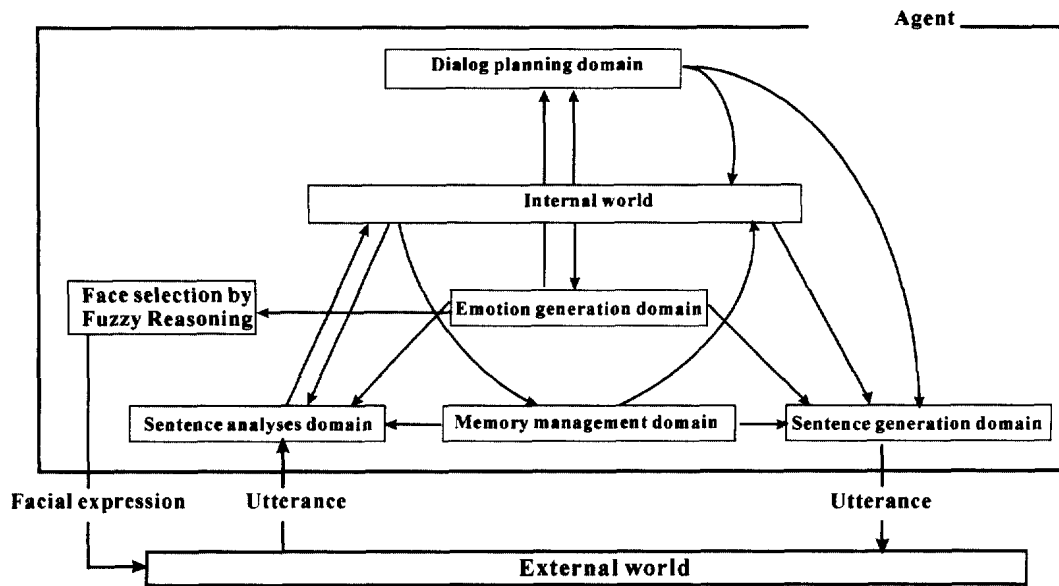 Agent
Dialog planning domain
Internal world
Face selection by
Fuzzy Reasoning
Emotion generation domain
Sentence analyses domain
Memory management domain
Sentence generation domain
Facial expression
Utterance
Utterance
External world